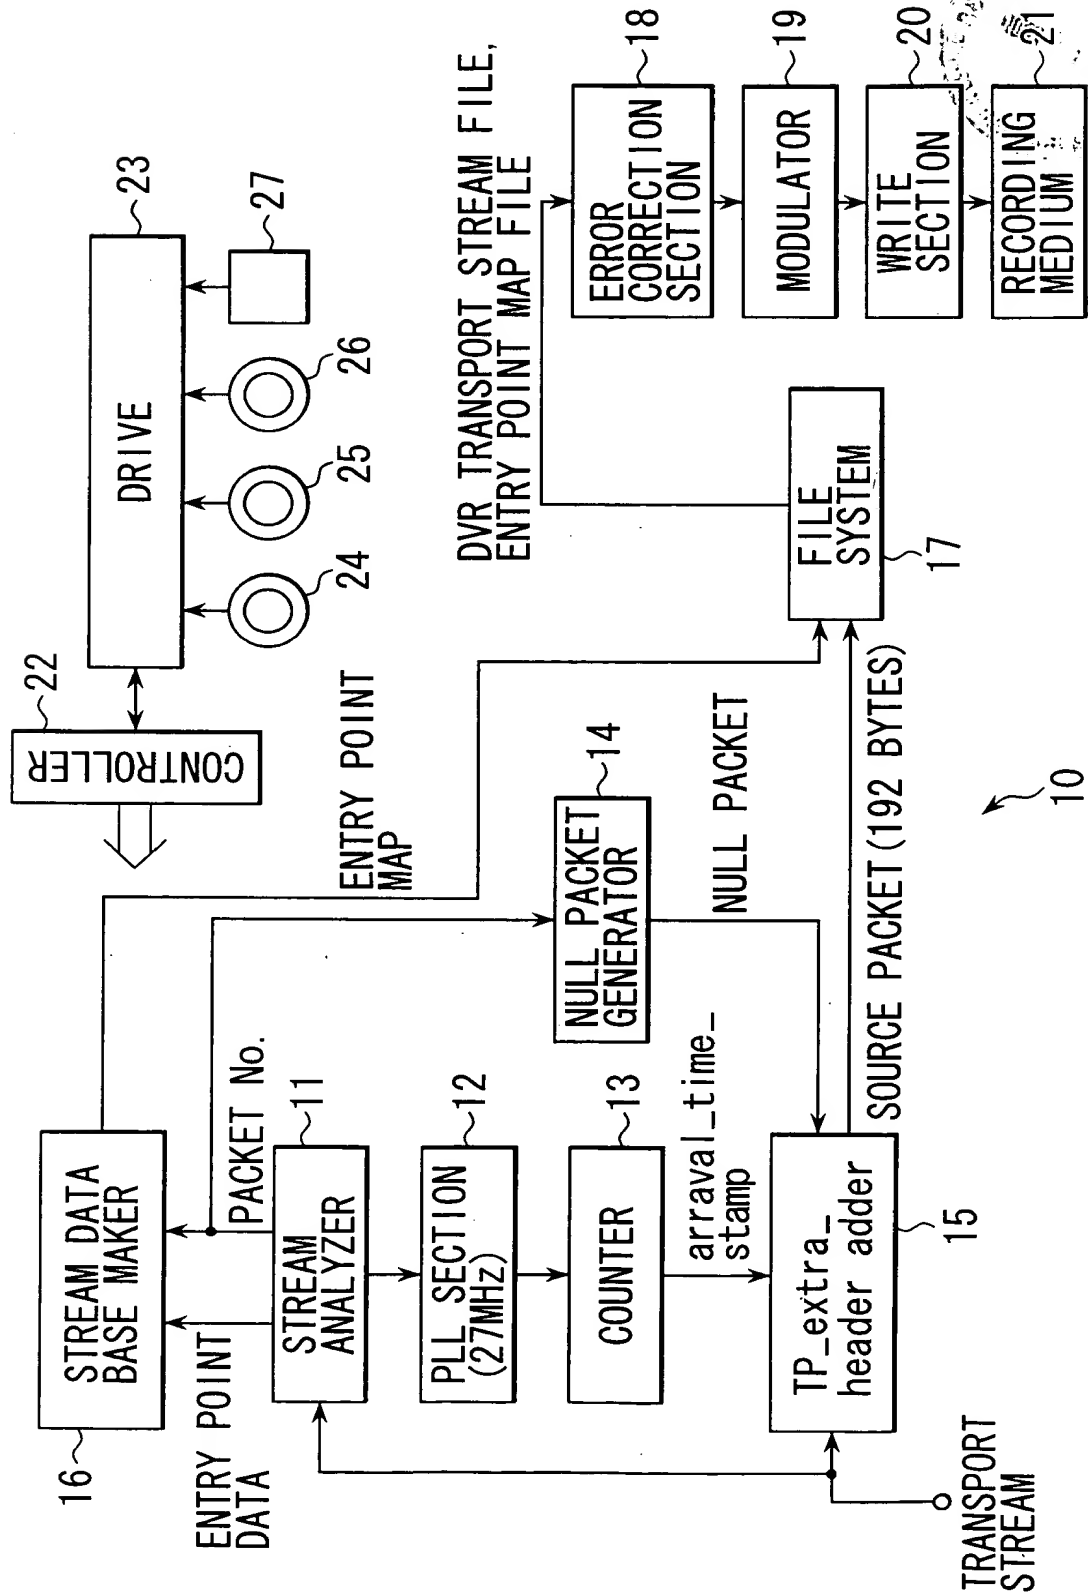 16
STREAM DATA
BASE MAKER
ENTRY POINT
DATA
PACKET No.
STREAM
ANALYZER
11
PLL SECTION
(27MHz)
12
COUNTER
13
arraval_time_
stamp
TP_extra_
header adder
15
TRANSPORT
STREAM
NULL PACKET
GENERATOR
14
NULL PACKET
ENTRY POINT
MAP
SOURCE PACKET(192 BYTES)
10
CONTROLLER
22
DRIVE
23
24
25
26
27
FILE
SYSTEM
17
DVR TRANSPORT STREAM FILE,
ENTRY POINT MAP FILE
ERROR
CORRECTION
SECTION
18
MODULATOR
19
WRITE
SECTION
20
RECORDING
MEDIUM
21